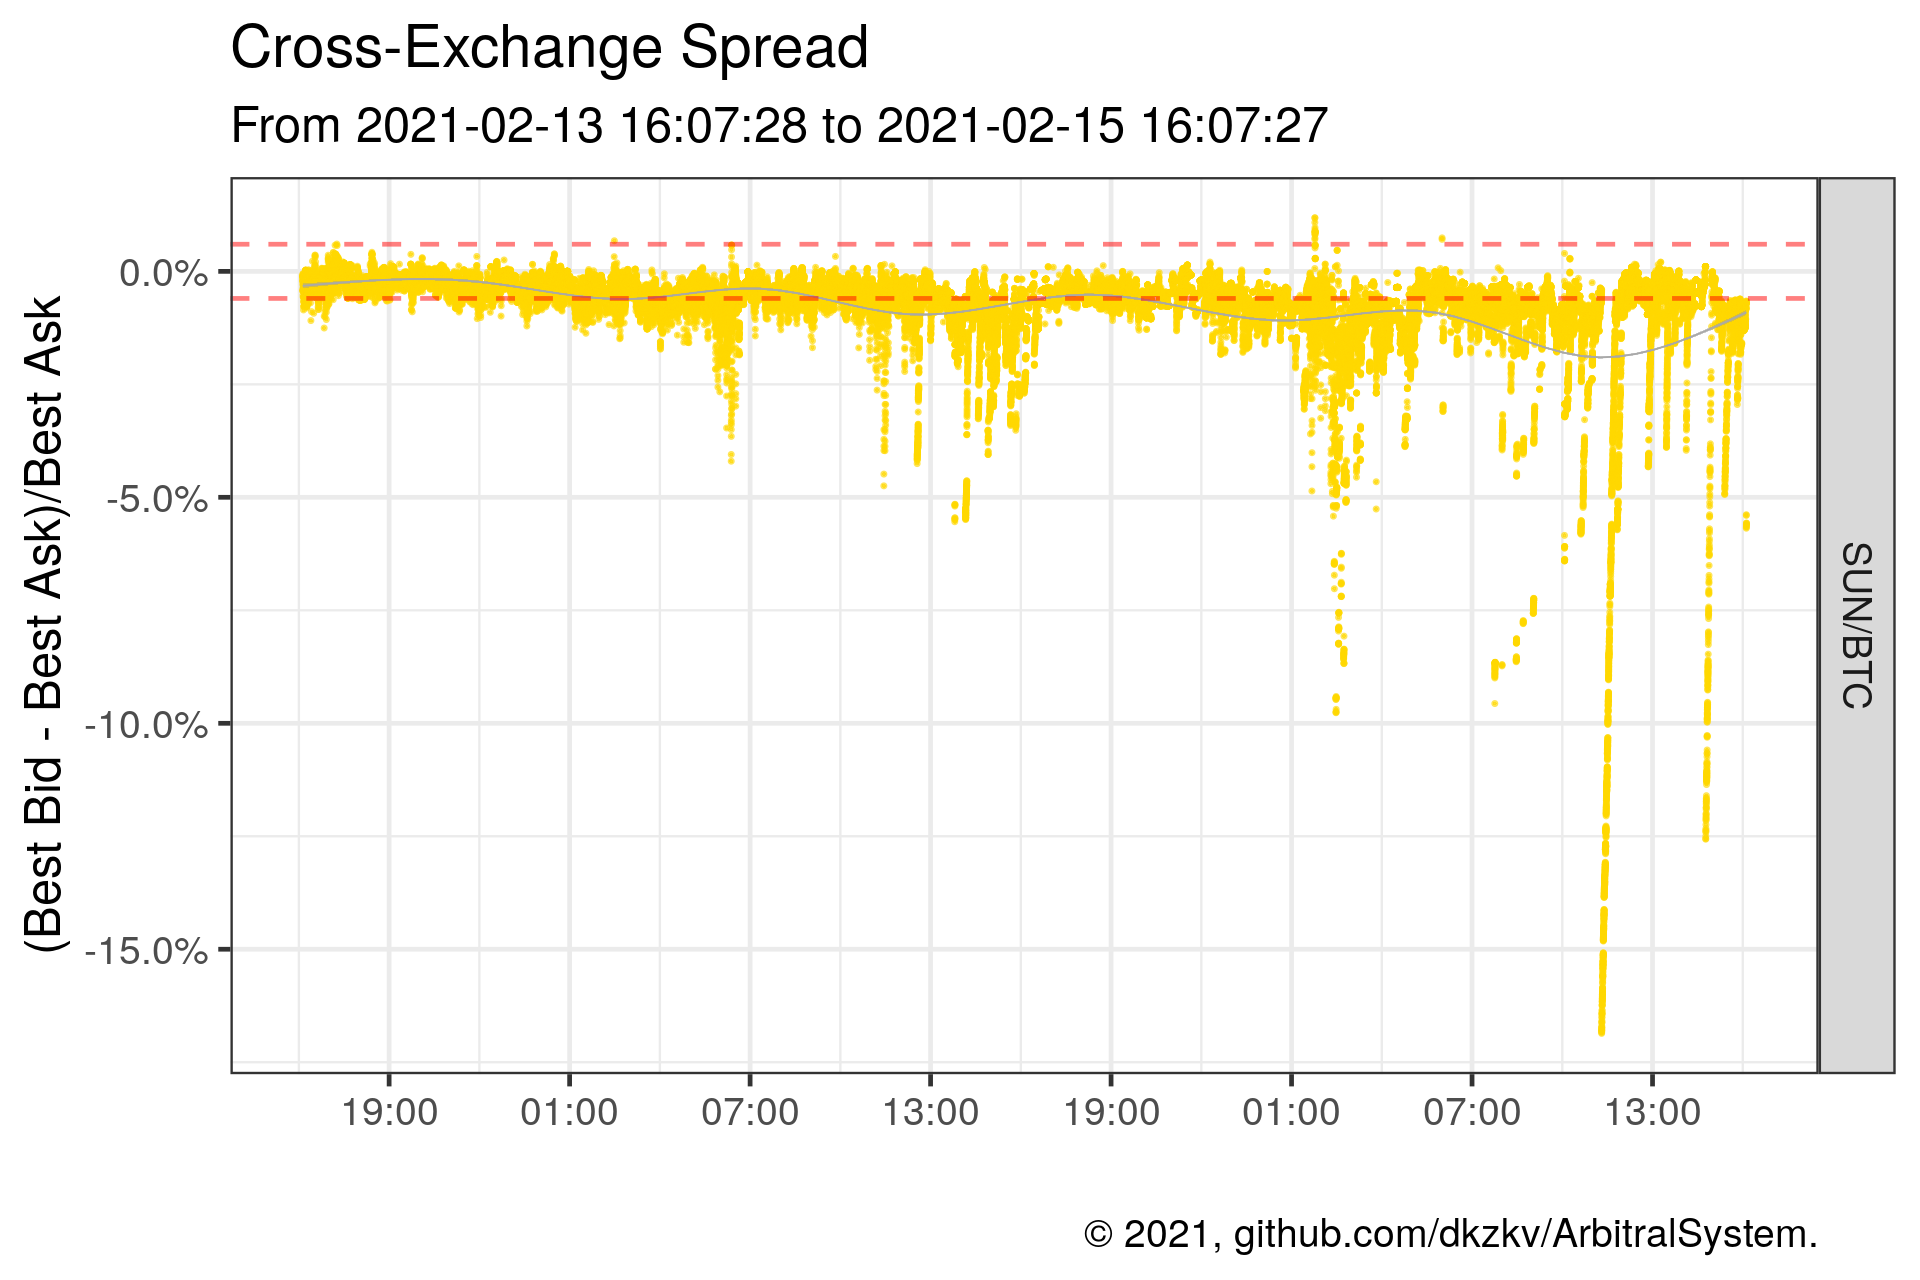 Cross-Exchange Spread
From 2021-02-13 16:07:28 to 2021-02-15 16:07:27
(Best Bid - Best Ask)/Best Ask
0.0%
-5.0%
-10.0%
-15.0%
SUN/BTC
19:00 01:00 07:00 13:00 19:00 01:00 07:00 13:00
© 2021, github.com/dkzkv/ArbitralSystem.